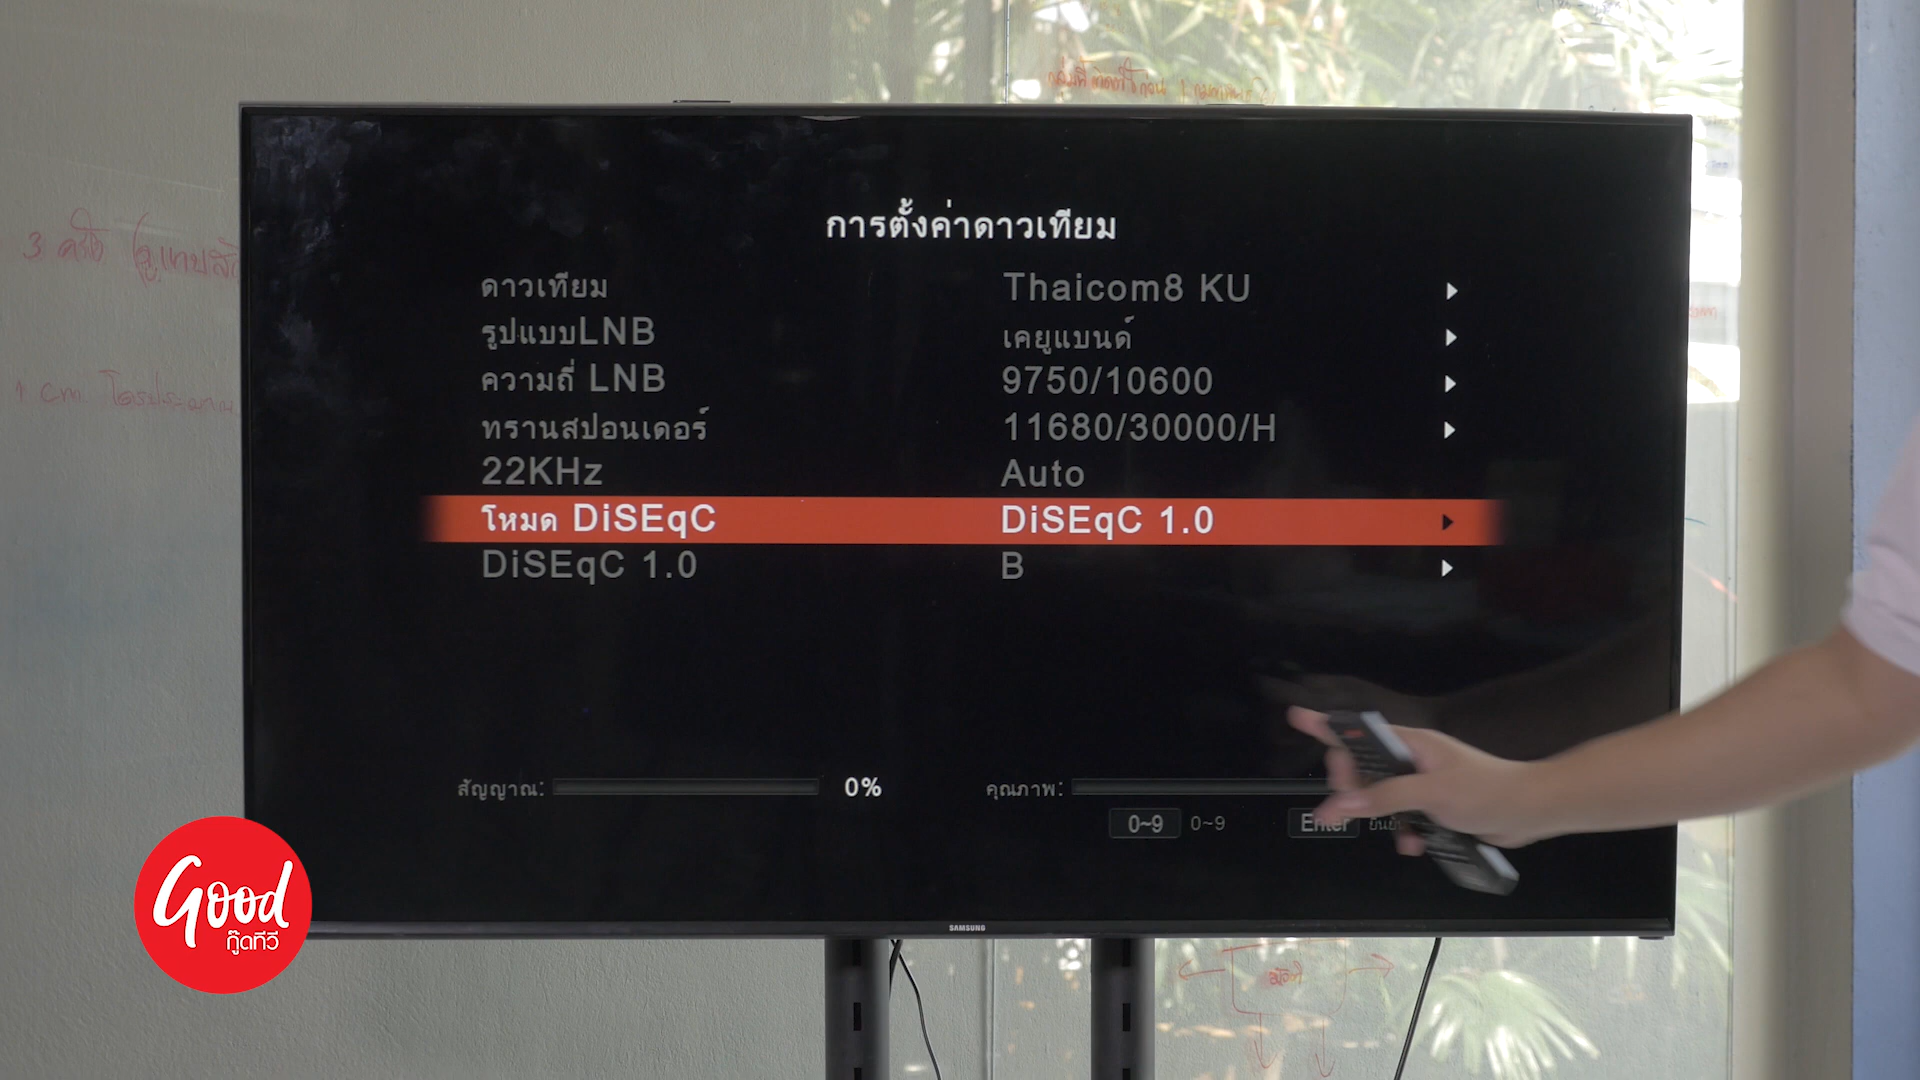 การตั้งค่าดาวเทียม
ดาวเทียม Thaicom8 KU
รูปแบบLNB เคยูแบนด์
ความถี่ LNB 9750/10600
ทรานสปอนเดอร์ 11680/30000/H
22KHz Auto
โหมด DiSEqC DiSEqC 1.0
DiSEqC 1.0 B
สัญญาณ: 0% คุณภาพ:
0~9 0~9 Enter
Good
กู๊ดทีวี
SAMSUNG